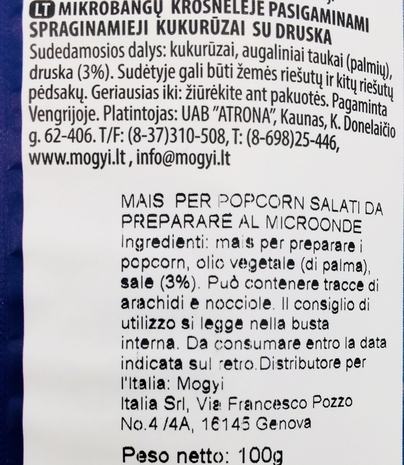 LT MIKROBANGŲ KROSNELĖJE PASIGAMINAMI
SPRAGINAMIEJI KUKURŪZAI SU DRUSKA
Sudedamosios dalys: kukurūzai, augaliniai taukai (palmių),
druska (3%). Sudėtyje gali būti žemės riešutų ir kitų riešutų
pėdsakų. Geriausias iki: žiūrėkite ant pakuotės. Pagaminta
Vengrijoje. Platintojas: UAB "ATRONA", Kaunas, K. Donelaičio
g. 62-406. T/F: (8-37)310-508, T: (8-698)25-446,
www.mogyi.lt , info@mogyi.lt
MAIS PER POPCORN SALATI DA
PREPARARE AL MICROONDE
Ingredienti: mais per preparare i
popcorn, olio vegetale (di palma),
sale (3%). Può contenere tracce di
arachidi e nocciole. Il consiglio di
utilizzo si legge nella busta
interna. Da consumare entro la data
indicata sul retro.Distributore per
l'Italia: Mogyi
Italia Srl, Via Francesco Pozzo
No.4 /4A, 16145 Genova
Peso netto: 100g